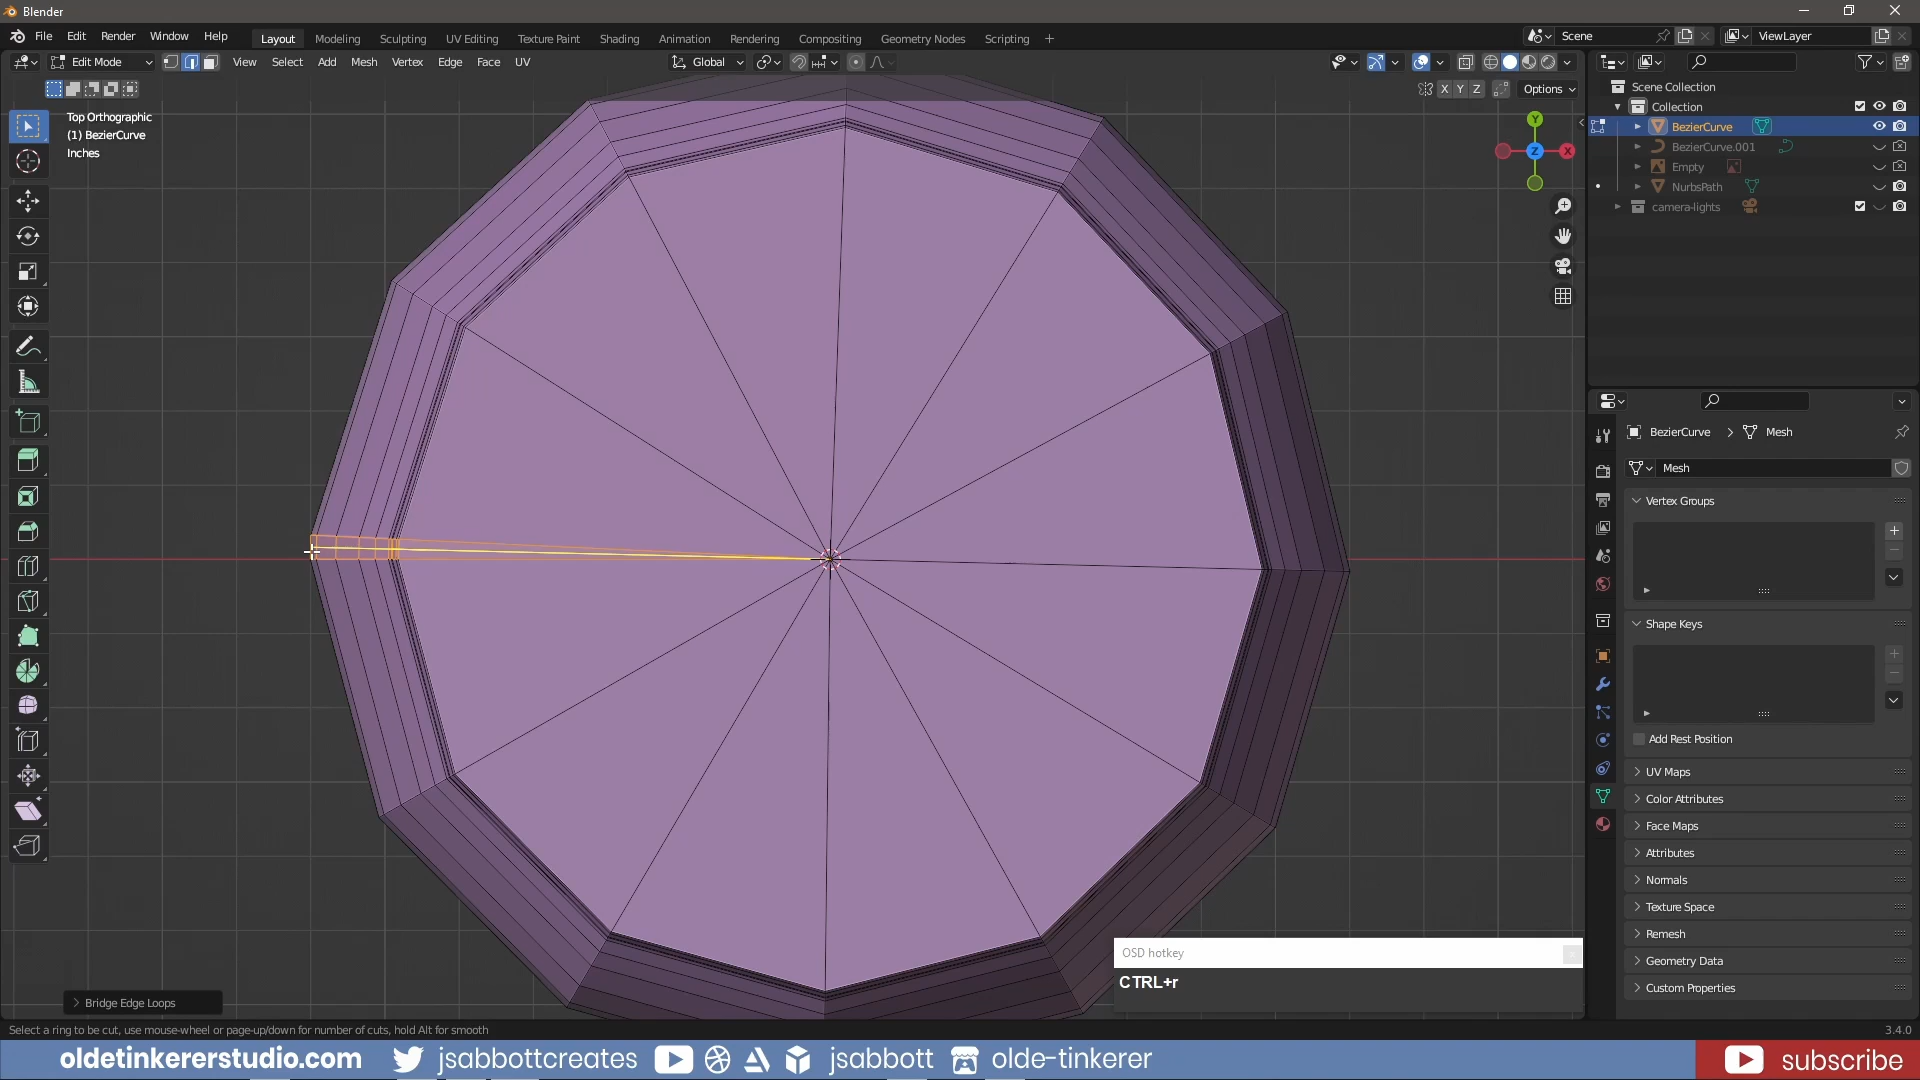 Blender
File Edit Render Window Help Layout Modeling Sculpting UV Editing Texture Paint Shading Animation Rendering Compositing Geometry Nodes Scripting + Scene ViewLayer
Edit Mode View Select Add Mesh Vertex Edge Face UV Global
X Y Z Options
Top Orthographic
(1) BezierCurve
Inches
Y
Z
X
Scene Collection
Collection
BezierCurve
BezierCurve.001
Empty
NurbsPath
camera-lights
BezierCurve > Mesh
Mesh
Vertex Groups
Shape Keys
Add Rest Position
UV Maps
Color Attributes
Face Maps
Attributes
Normals
Texture Space
Remesh
Geometry Data
Custom Properties
OSD hotkey
CTRL+r
Bridge Edge Loops
Select a ring to be cut, use mouse-wheel or page-up/down for number of cuts, hold Alt for smooth 3.4.0
oldetinkererstudio.com jsabbottcreates jsabbott olde-tinkerer subscribe